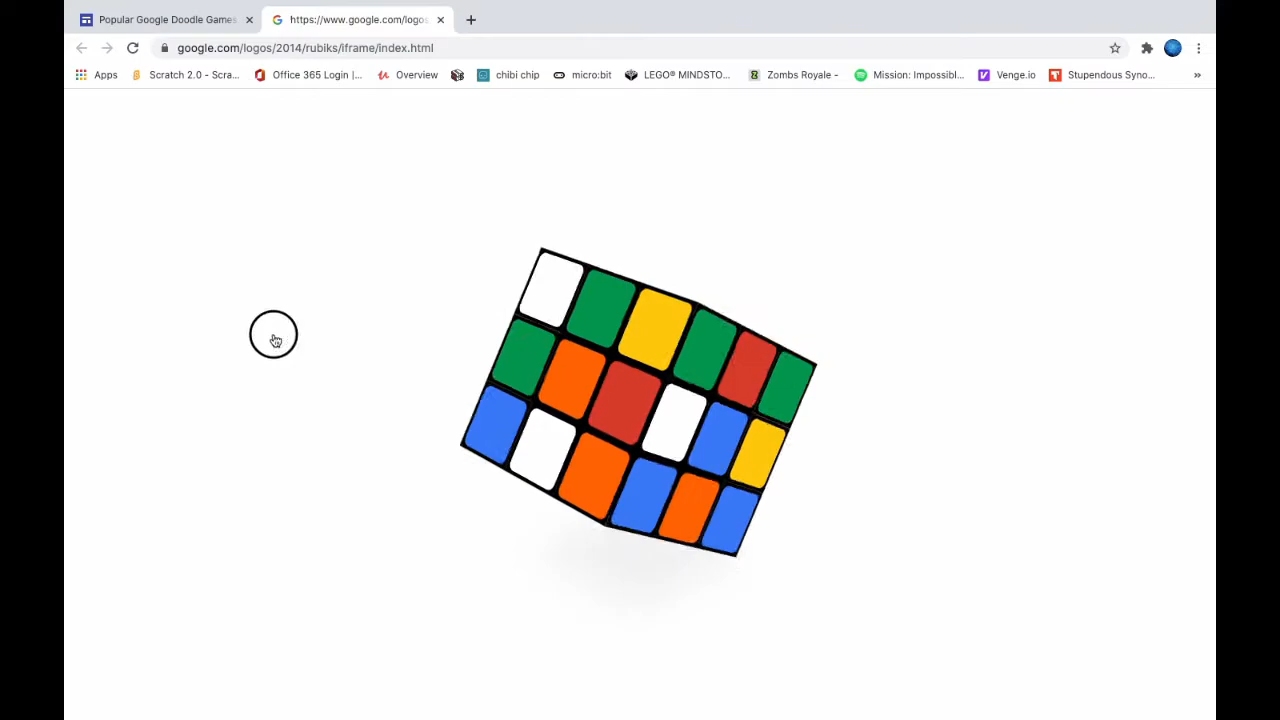 Popular Google Doodle Games
https://www.google.com/logos
google.com/logos/2014/rubiks/iframe/index.html
Apps
Scratch 2.0 - Scra...
Office 365 Login |...
Overview
chibi chip
micro:bit
LEGO® MINDSTO...
Zombs Royale -
Mission: Impossibl...
Venge.io
Stupendous Syno...
»